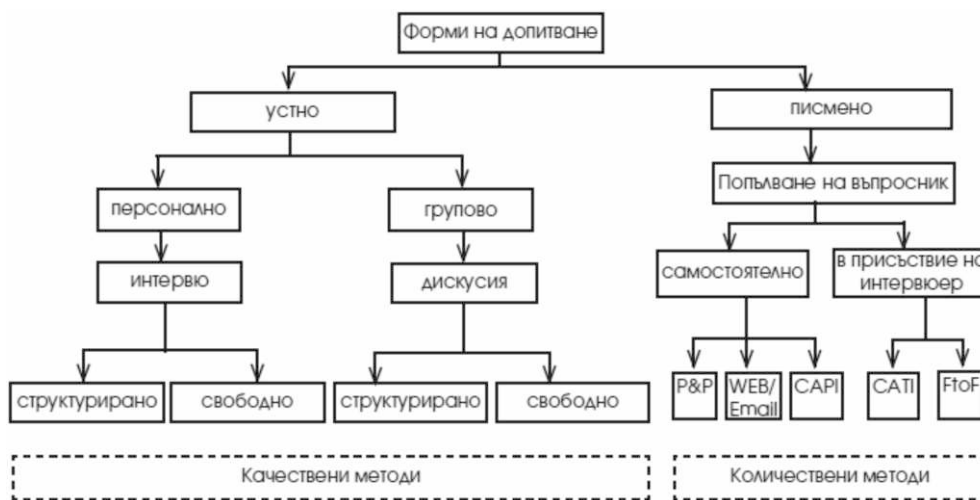 Форми на допитване
устно
писмено
Попълване на въпросник
персонално
групово
интервю
дискусия
самостоятелно
в присъствие на
интервюер
P&P
WEB/
Email
CAPI
CATI
FtoF
структурирано
свободно
структурирано
свободно
Качествени методи
Количествени методи